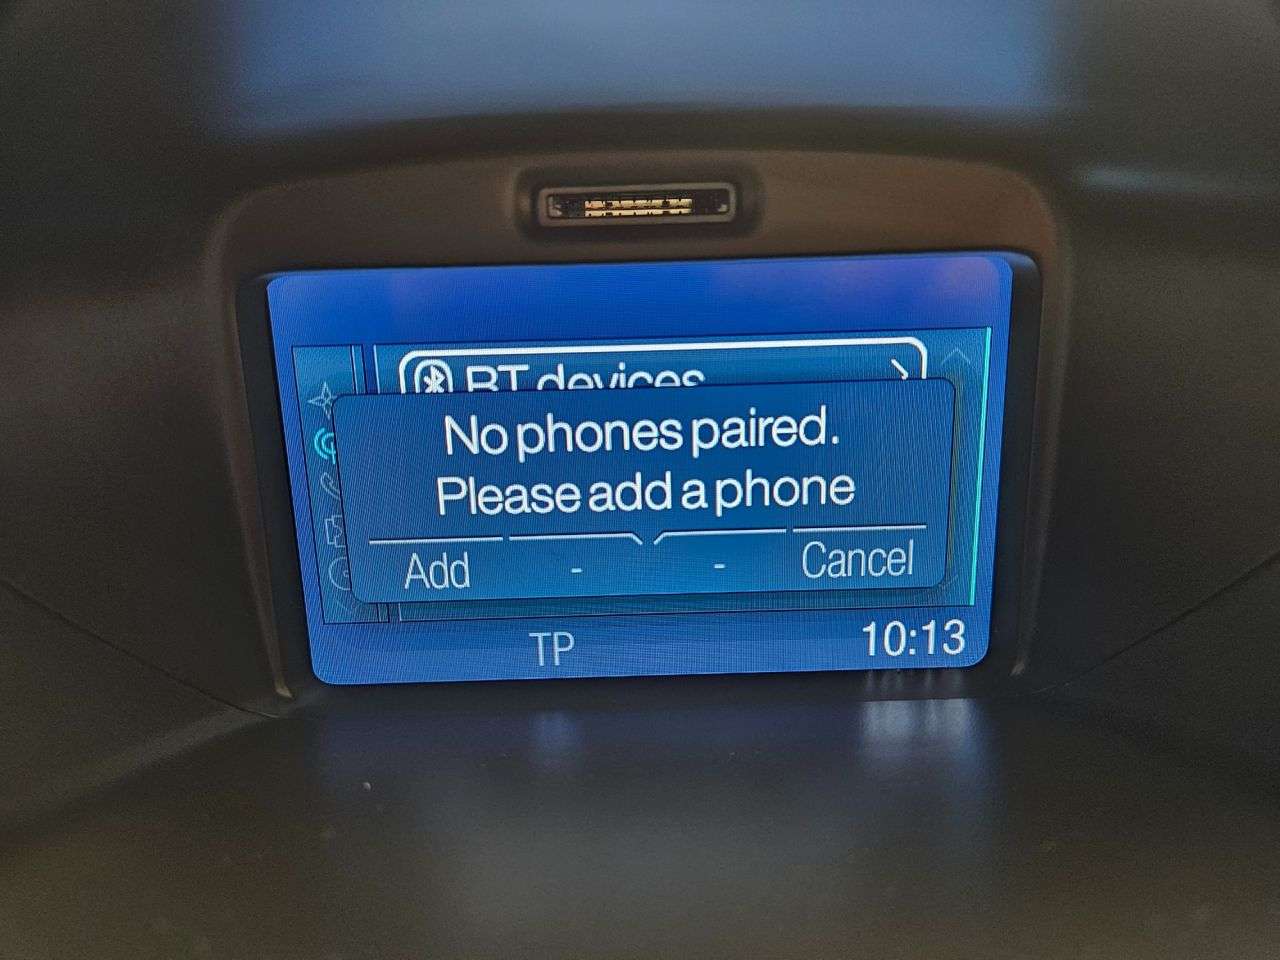 BT devices
No phones paired.
Please add a phone
Add - - Cancel
TP 10:13